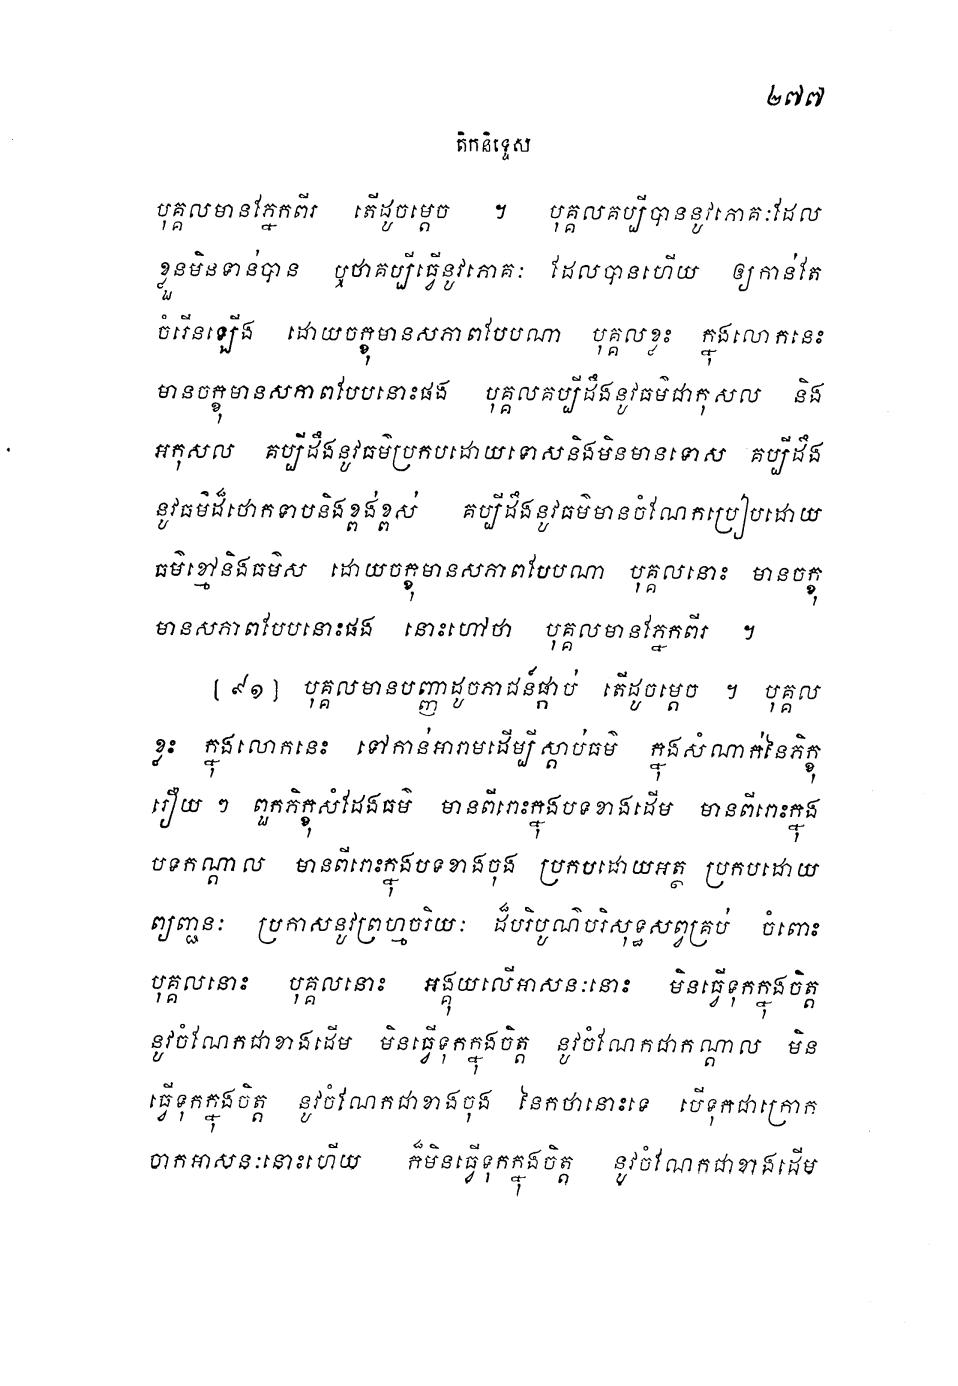 ២៧៧
តិកនិទ្ទេស
បុគ្គលមានភ្នែកពីរ តើដូចម្តេច ។ បុគ្គលគប្បីបាននូវភោគៈដែល
ខ្លួនមិនទាន់បាន ឬថាគប្បីធ្វើនូវភោគៈ ដែលបានហើយ ឲ្យកាន់តែ
ចំរើនឡើង ដោយចក្ខុមានសភាពបែបណា បុគ្គលខ្លះ ក្នុងលោកនេះ
មានចក្ខុមានសភាពបែបនោះផង បុគ្គលគប្បីដឹងនូវធម៌ជាកុសល និង
អកុសល គប្បីដឹងនូវធម៌ប្រកបដោយទោសនិងមិនមានទោស គប្បីដឹង
នូវធម៌ដ៏ថោកទាបនិងខ្ពង់ខ្ពស់ គប្បីដឹងនូវធម៌មានចំណែកប្រៀបដោយ
ធម៌ខ្មៅនិងធម៌ស ដោយចក្ខុមានសភាពបែបណា បុគ្គលនោះ មានចក្ខុ
មានសភាពបែបនោះផង នោះហៅថា បុគ្គលមានភ្នែកពីរ ។
(៩១) បុគ្គលមានបញ្ញាដូចភាជន៍ផ្កាប់ តើដូចម្តេច ។ បុគ្គល
ខ្លះ ក្នុងលោកនេះ ទៅកាន់អារាមដើម្បីស្តាប់ធម៌ ក្នុងសំណាក់នៃភិក្ខុ
រឿយ ៗ ពួកភិក្ខុសំដែងធម៌ មានពីរោះក្នុងបទខាងដើម មានពីរោះក្នុង
បទកណ្តាល មានពីរោះក្នុងបទខាងចុង ប្រកបដោយអត្ថ ប្រកបដោយ
ព្យញ្ជនៈ ប្រកាសនូវព្រហ្មចរិយៈ ដ៏បរិបូណ៌បរិសុទ្ធសព្វគ្រប់ ចំពោះ
បុគ្គលនោះ បុគ្គលនោះ អង្គុយលើអាសនៈនោះ មិនធ្វើទុកក្នុងចិត្ត
នូវចំណែកជាខាងដើម មិនធ្វើទុកក្នុងចិត្ត នូវចំណែកជាកណ្តាល មិន
ធ្វើទុកក្នុងចិត្ត នូវចំណែកជាខាងចុង នៃកថានោះទេ បើទុកជាក្រោក
ចាកអាសនៈនោះហើយ ក៏មិនធ្វើទុកក្នុងចិត្ត នូវចំណែកជាខាងដើម